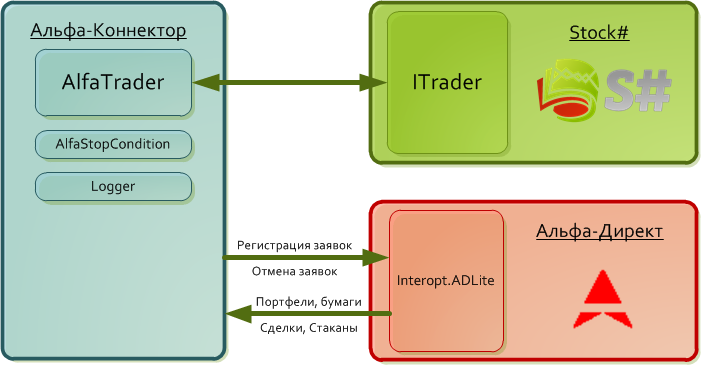 Альфа-Коннектор
AlfaTrader
AlfaStopCondition
Logger
ITrader
Stock#
S#
Регистрация заявок
Отмена заявок
Портфели, бумаги
Сделки, Стаканы
Interopt.ADLite
Альфа-Директ